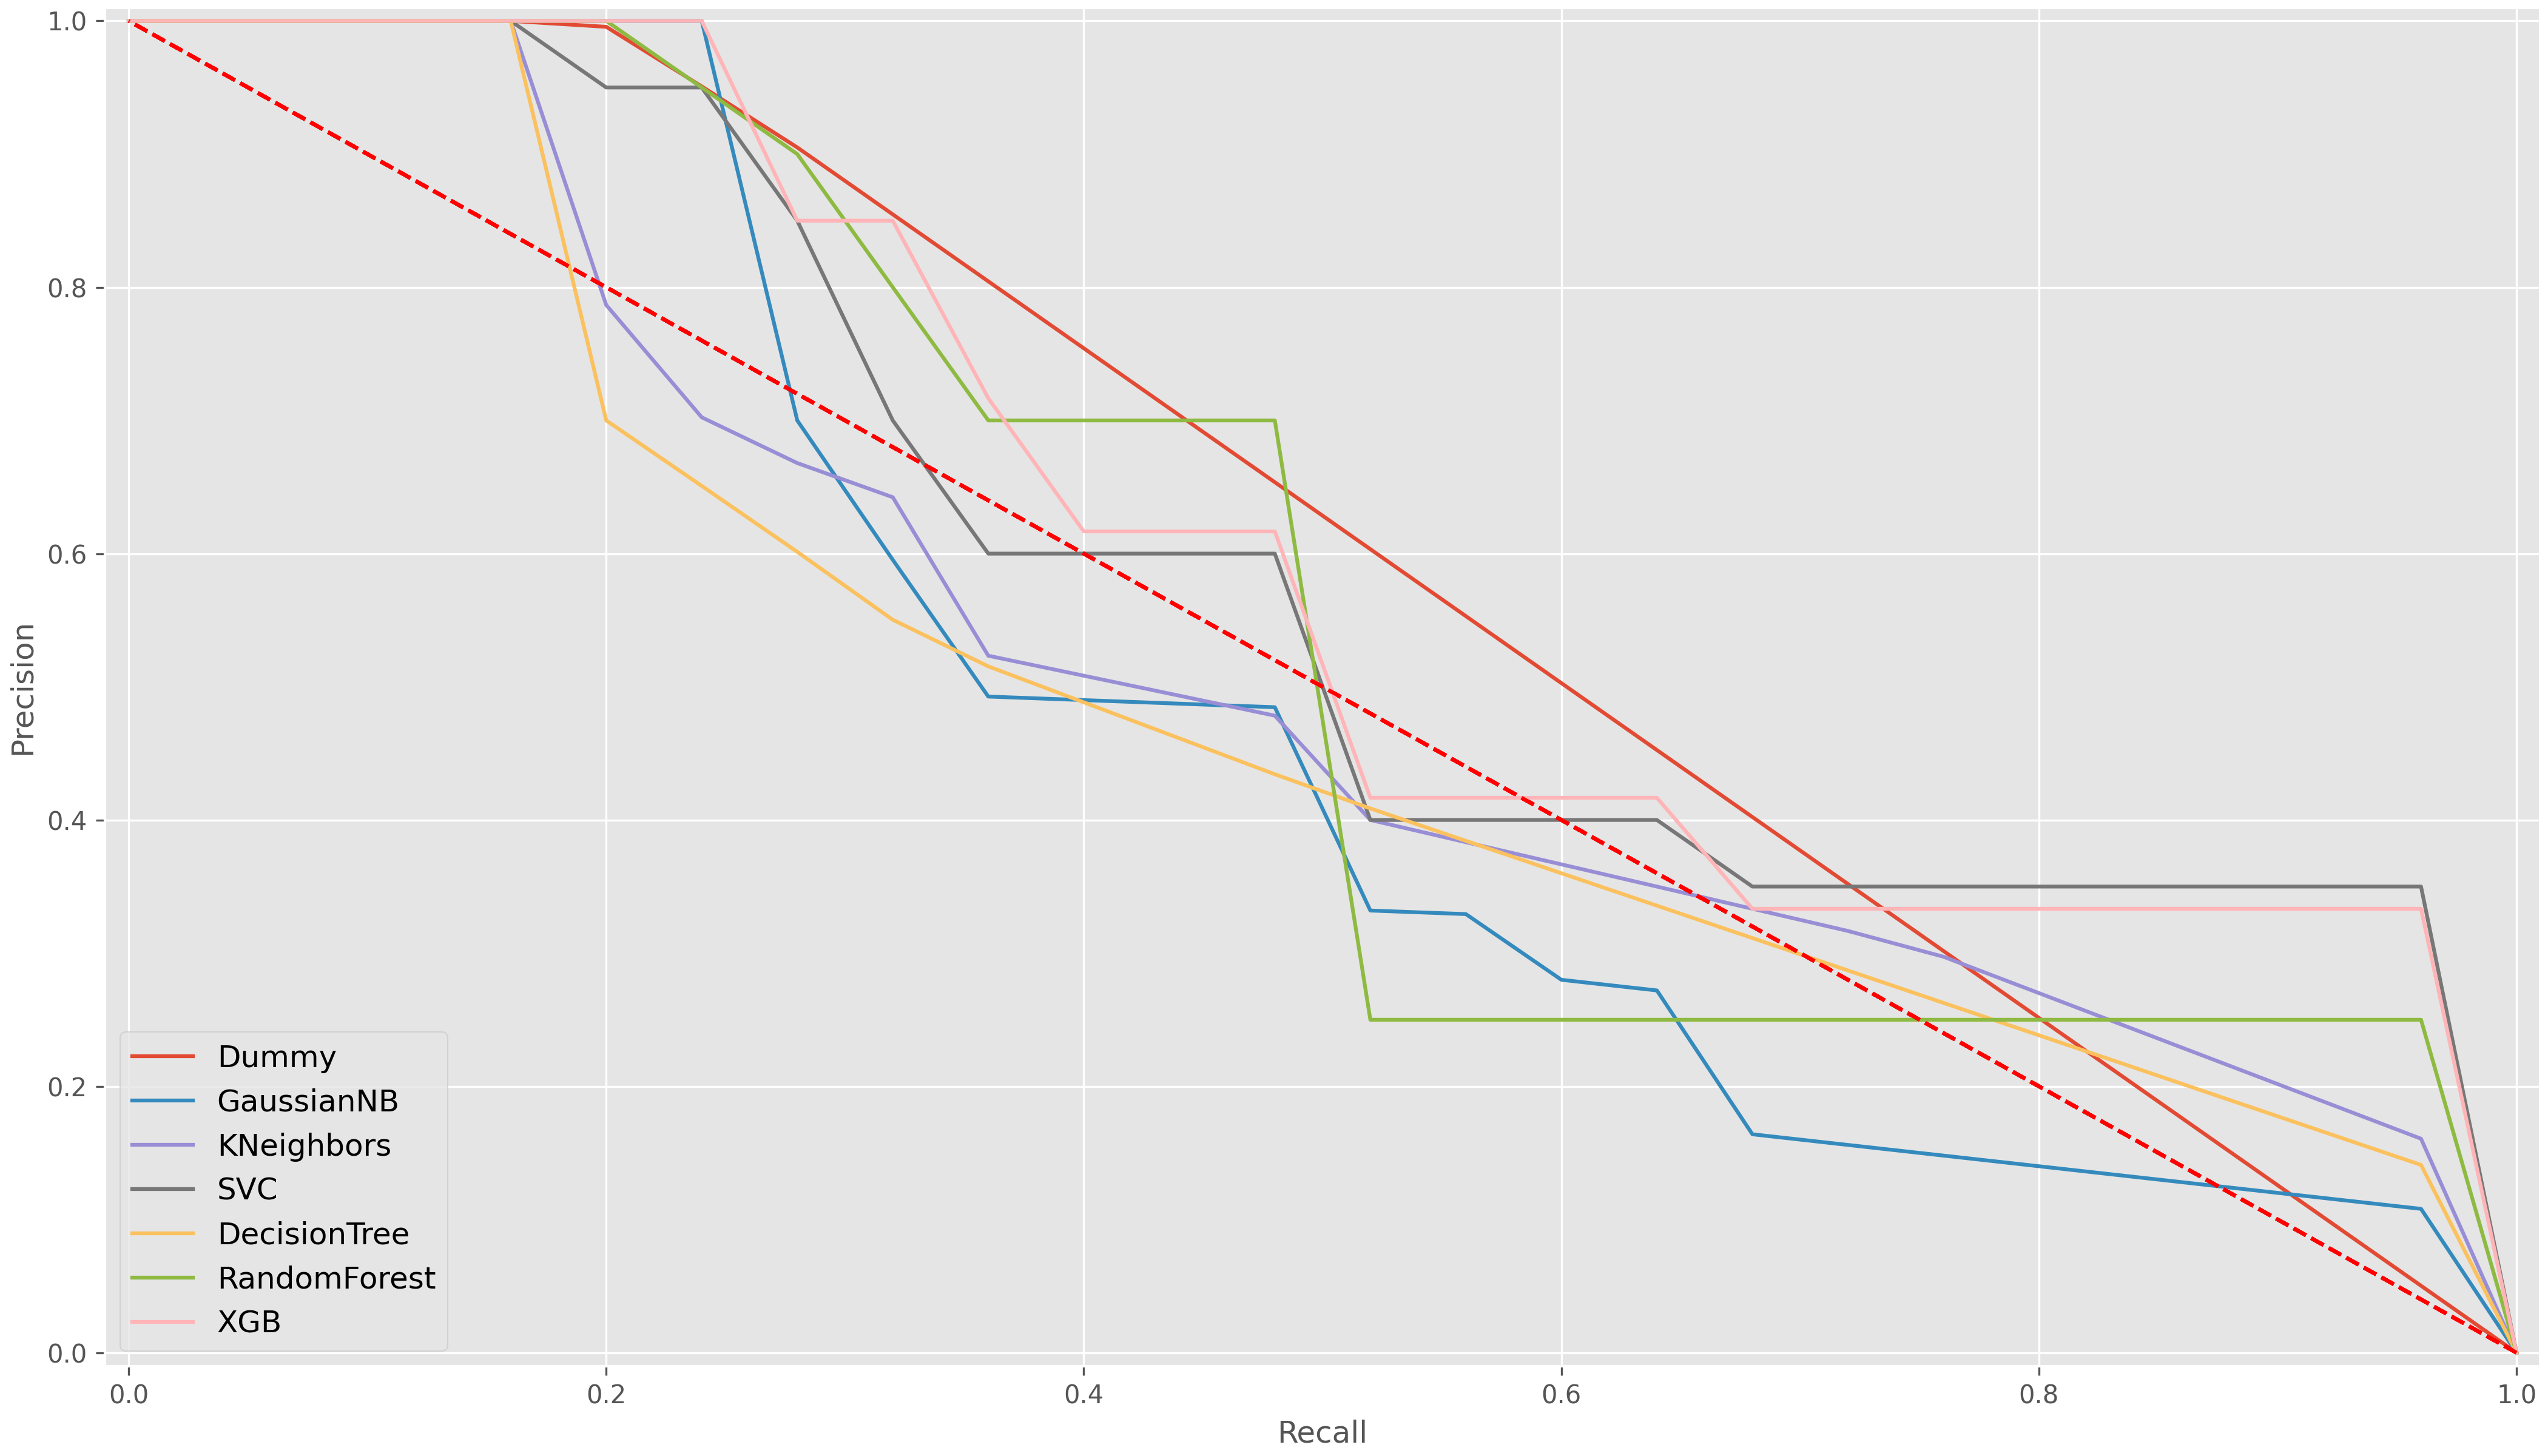 1.0
0.8
0.6
0.4
0.2
0.0
Precision
Dummy
GaussianNB
KNeighbors
SVC
DecisionTree
RandomForest
XGB
0.0 0.2 0.4 0.6 0.8 1.0
Recall